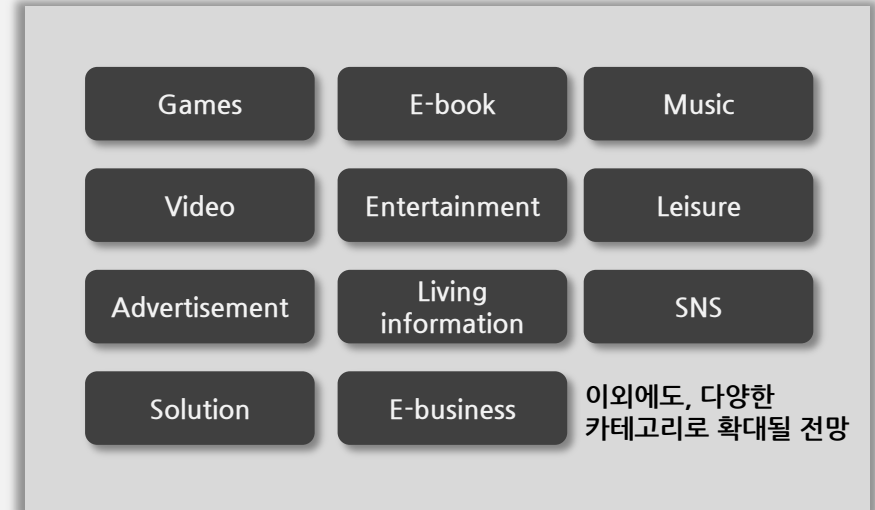 Games
E-book
Music
Video
Entertainment
Leisure
Advertisement
Living
information
SNS
Solution
E-business
이외에도, 다양한
카테고리로 확대될 전망